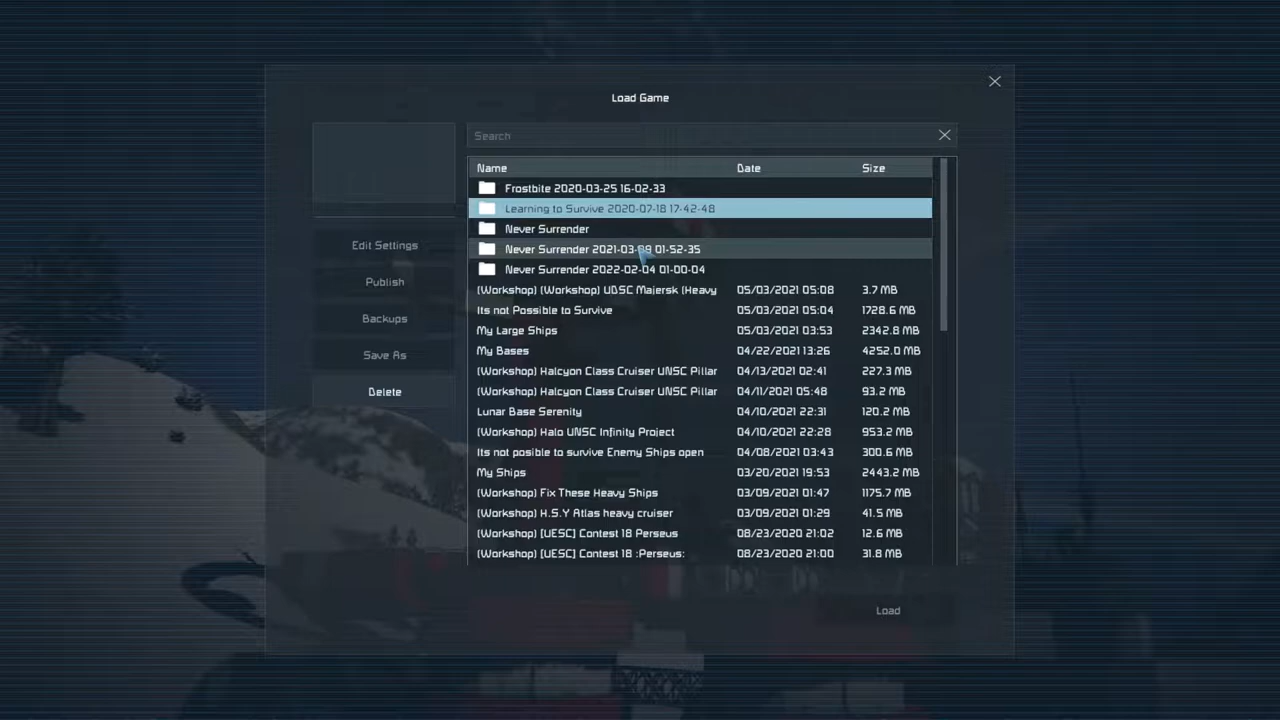 Load Game
Search
Name Date Size
Frostbite 2020-03-25 16-02-33
Learning to Survive 2020-07-18 17-42-48
Never Surrender
Never Surrender 2021-03- 01-52-35
Never Surrender 2022-02-04 01-00-04
(Workshop) (Workshop) UDSC Majersk (Heavy 05/03/2021 05:08 3.7 MB
Its not Possible to Survive 05/03/2021 05:04 1728.6 MB
My Large Ships 05/03/2021 03:53 2342.8 MB
My Bases 04/22/2021 13:26 4252.0 MB
(Workshop) Halcyon Class Cruiser UNSC Pillar 04/13/2021 02:41 227.3 MB
(Workshop) Halcyon Class Cruiser UNSC Pillar 04/11/2021 05:48 93.2 MB
Lunar Base Serenity 04/10/2021 22:31 120.2 MB
(Workshop) Halo UNSC Infinity Project 04/10/2021 22:28 953.2 MB
Its not posible to survive Enemy Ships open 04/08/2021 03:43 300.6 MB
My Ships 03/20/2021 19:53 2443.2 MB
(Workshop) Fix These Heavy Ships 03/09/2021 01:47 1175.7 MB
(Workshop) H.S.Y Atlas heavy cruiser 03/09/2021 01:29 41.5 MB
(Workshop) [UESC] Contest 18 Perseus 08/23/2020 21:02 12.6 MB
(Workshop) [UESC] Contest 18 :Perseus: 08/23/2020 21:00 31.8 MB
Edit Settings
Publish
Backups
Save As
Delete
Load